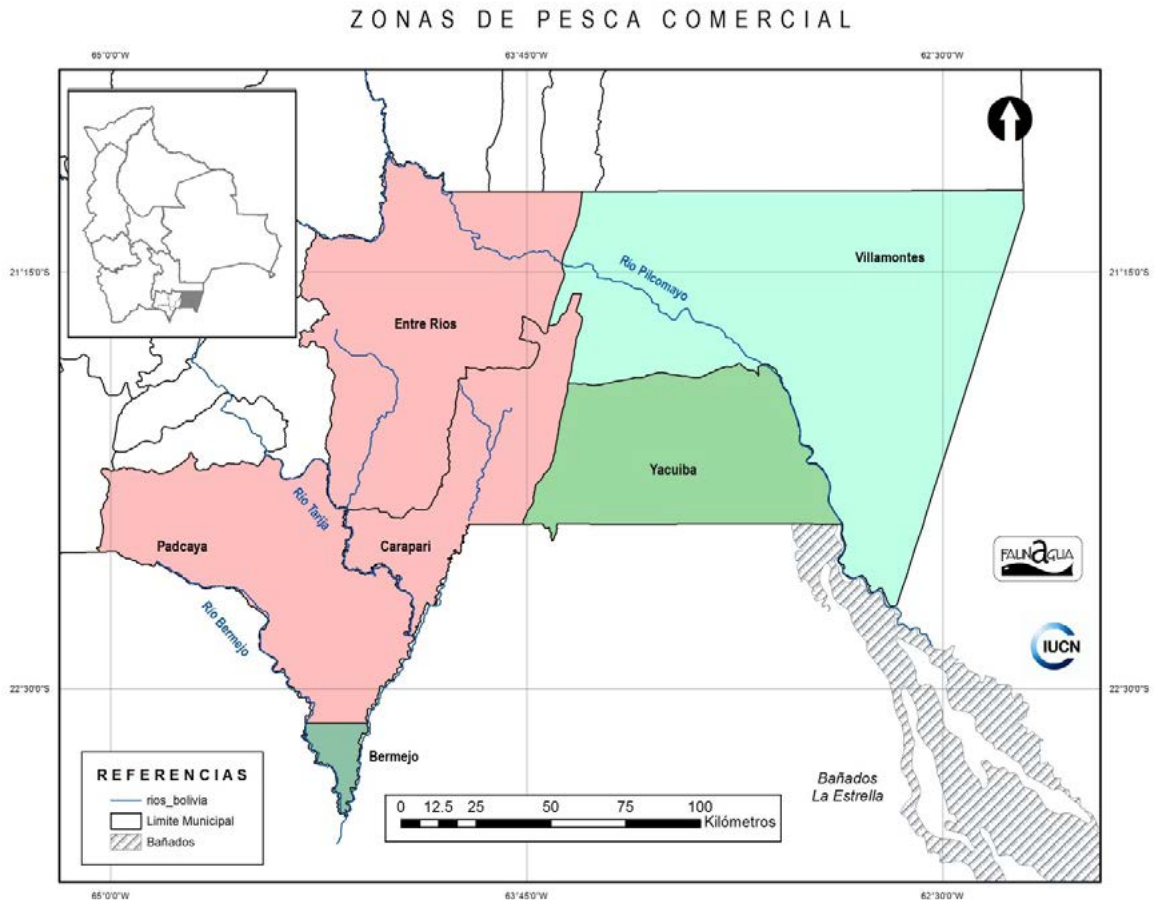 ZONAS DE PESCA COMERCIAL
65°0'0"W
63°45'0"W
62°30'0"W
21°15'0"S
21°15'0"S
Villamontes
Río Pilcomayo
Entre Rios
Yacuiba
Río Tarija
Padcaya
Carapari
FAUNAGUA
Río Bermejo
IUCN
22°30'0"S
22°30'0"S
Bermejo
REFERENCIAS
rios_bolivia
Limite Municipal
Bañados
0 12.5 25 50 75 100
Kilómetros
Bañados
La Estrella
65°0'0"W
63°45'0"W
62°30'0"W